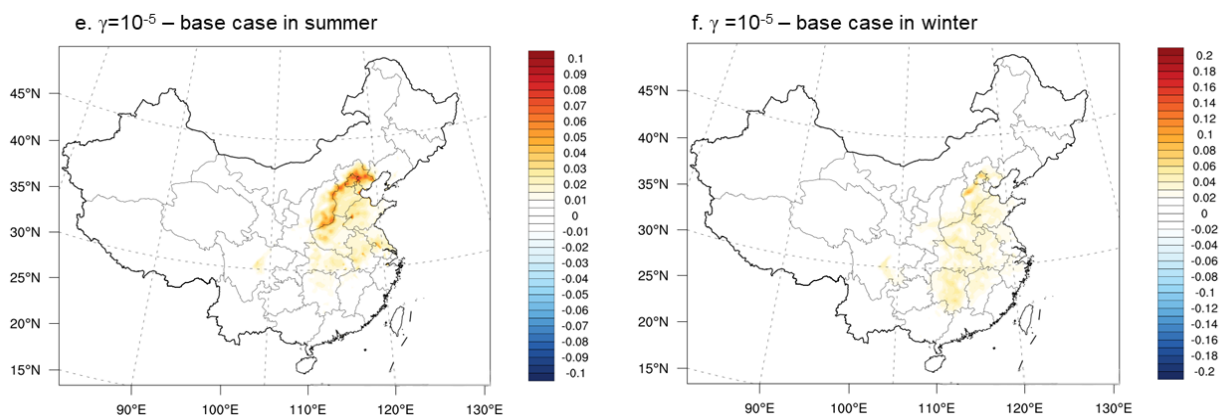 e. γ=10⁻⁵ – base case in summer
f. γ =10⁻⁵ – base case in winter
45°N
40°N
35°N
30°N
25°N
20°N
15°N
90°E 100°E 110°E 120°E 130°E
0.1
0.09
0.08
0.07
0.06
0.05
0.04
0.03
0.02
0.01
0
-0.01
-0.02
-0.03
-0.04
-0.05
-0.06
-0.07
-0.08
-0.09
-0.1
45°N
40°N
35°N
30°N
25°N
20°N
15°N
90°E 100°E 110°E 120°E 130°E
0.2
0.18
0.16
0.14
0.12
0.1
0.08
0.06
0.04
0.02
0
-0.02
-0.04
-0.06
-0.08
-0.1
-0.12
-0.14
-0.16
-0.18
-0.2